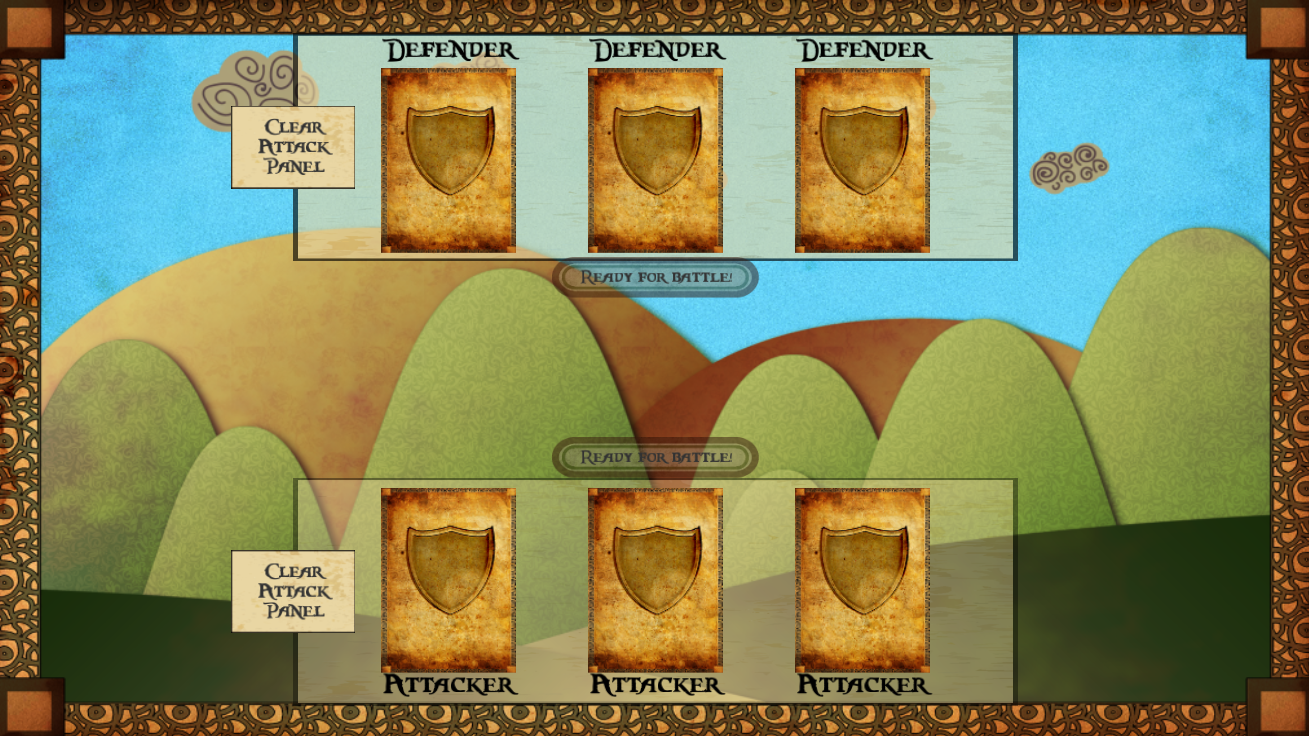 Defender Defender Defender
Clear
Attack
Panel
Ready for battle!
Ready for battle!
Clear
Attack
Panel
Attacker Attacker Attacker